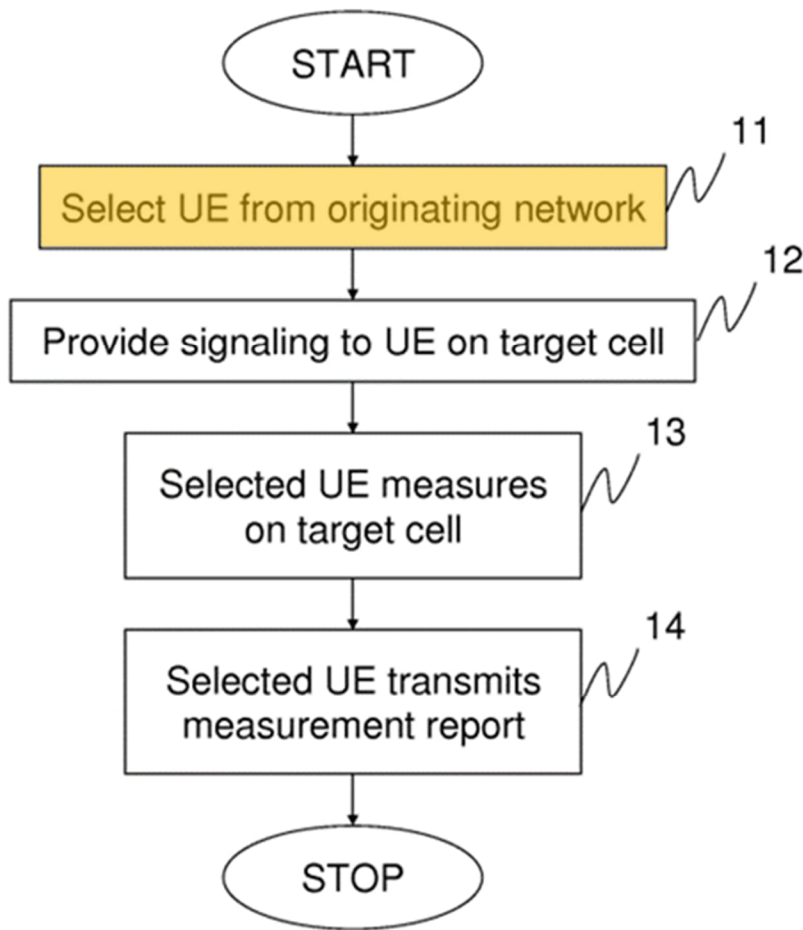 START
11
Select UE from originating network
12
Provide signaling to UE on target cell
13
Selected UE measures
on target cell
14
Selected UE transmits
measurement report
STOP